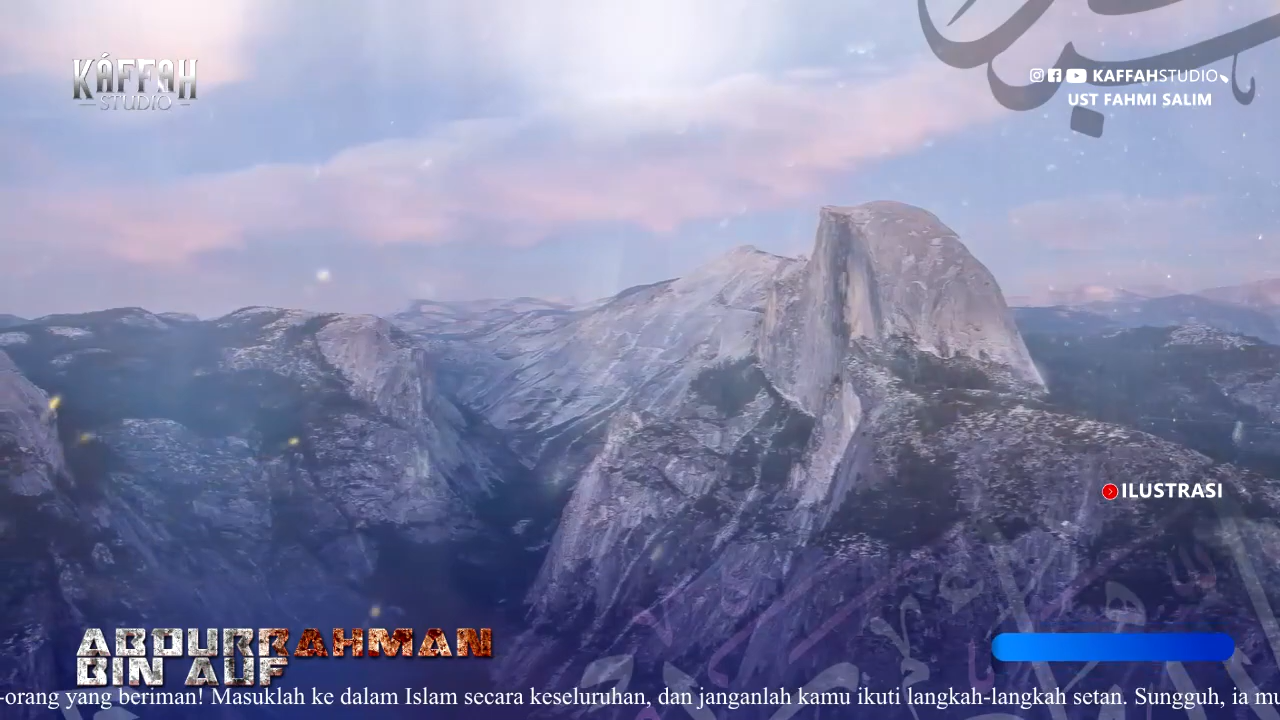 KÁFFAH
STUDIO
KAFFAHSTUDIO
UST FAHMI SALIM
ILUSTRASI
ABDURRAHMAN
BIN AUF
-orang yang beriman! Masuklah ke dalam Islam secara keseluruhan, dan janganlah kamu ikuti langkah-langkah setan. Sungguh, ia mu